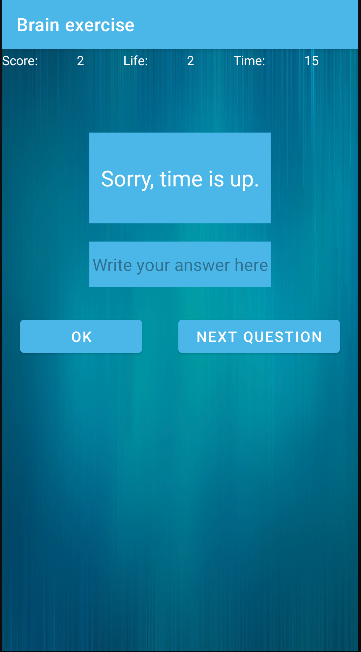 Brain exercise
Score: 2 Life: 2 Time: 15
Sorry, time is up.
Write your answer here
OK NEXT QUESTION